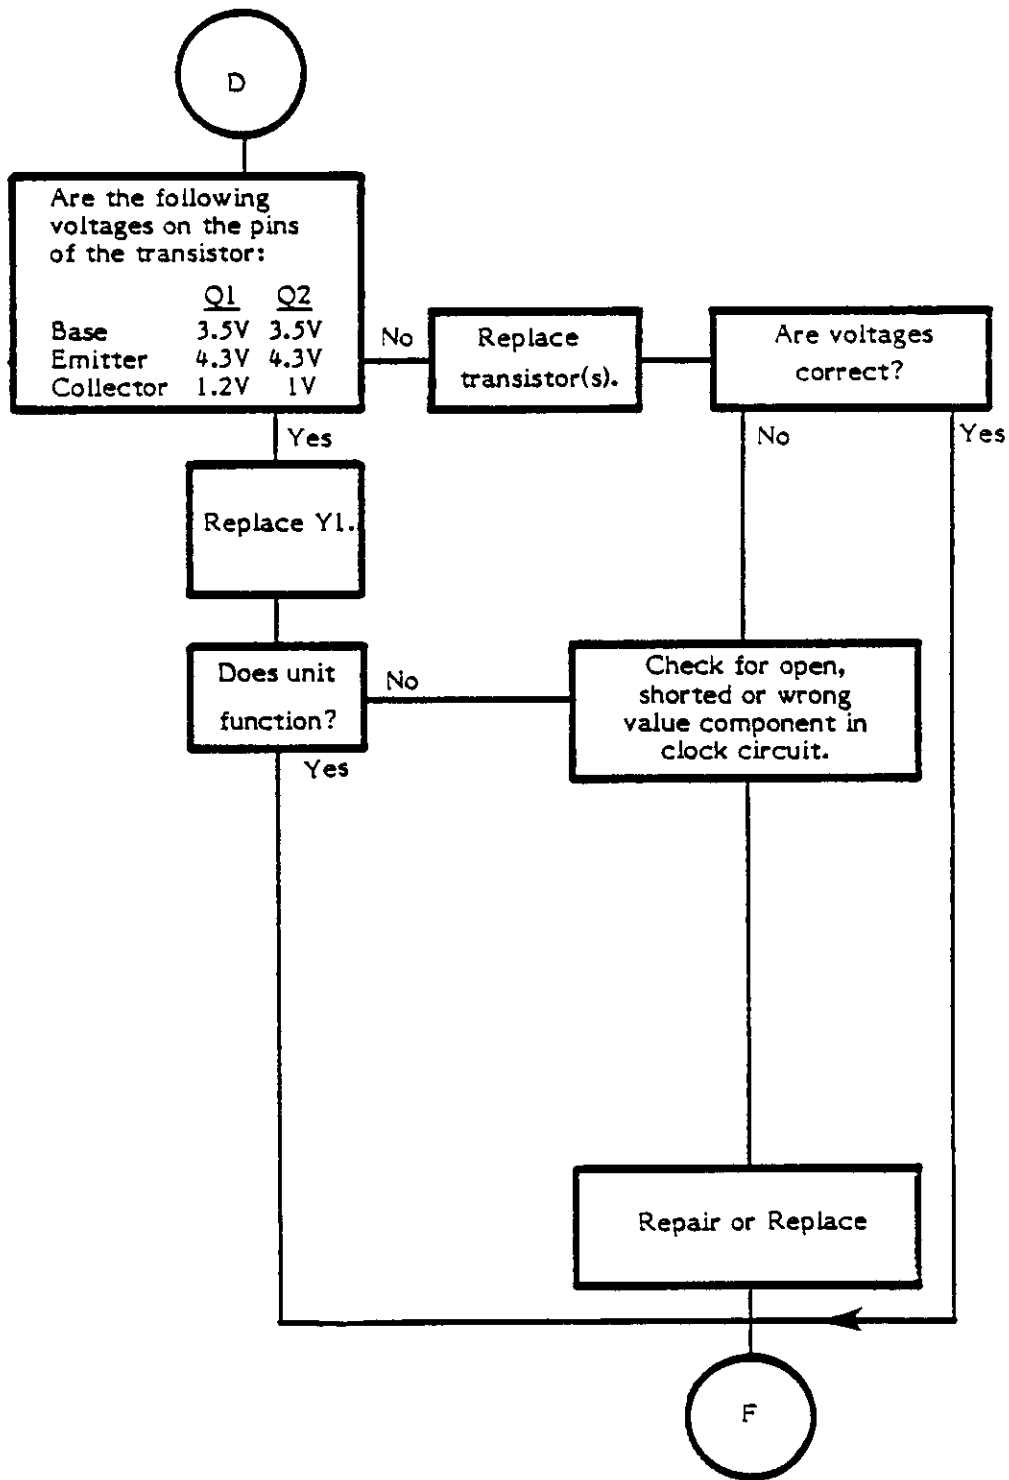 D
Are the following
voltages on the pins
of the transistor:
Q1 Q2
Base 3.5V 3.5V
Emitter 4.3V 4.3V
Collector 1.2V 1V
No
Replace
transistor(s).
Are voltages
correct?
Yes
No
Yes
Replace Y1.
Does unit
function?
No
Yes
Check for open,
shorted or wrong
value component in
clock circuit.
Repair or Replace
F